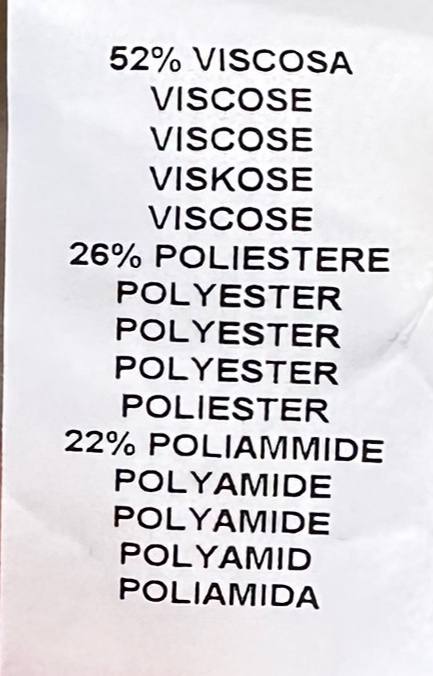 52% VISCOSA
VISCOSE
VISCOSE
VISKOSE
VISCOSE
26% POLIESTERE
POLYESTER
POLYESTER
POLYESTER
POLIESTER
22% POLIAMMIDE
POLYAMIDE
POLYAMIDE
POLYAMID
POLIAMIDA